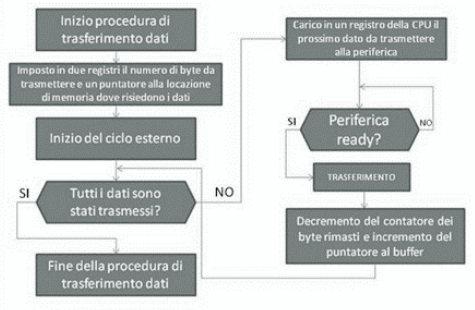 Inizio procedura di
trasferimento dati
Imposto in due registri il numero di byte da
trasmettere e un puntatore alla locazione
di memoria dove risiedono i dati
Inizio del ciclo esterno
SI
Tutti i dati sono
stati trasmessi?
NO
Fine della procedura di
trasferimento dati
Carico in un registro della CPU il
prossimo dato da trasmettere
alla periferica
SI
Periferica
ready?
NO
TRASFERIMENTO
Decremento del contatore dei
byte rimasti e incremento del
puntatore al buffer